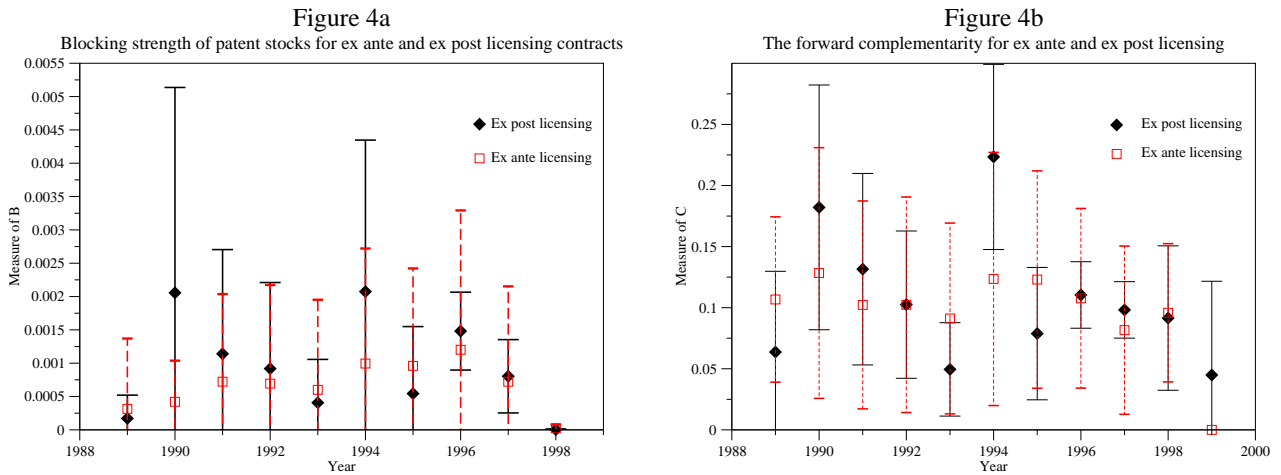 Figure 4a
Blocking strength of patent stocks for ex ante and ex post licensing contracts
0.0055
0.005
0.0045
0.004
0.0035
0.003
0.0025
0.002
0.0015
0.001
0.0005
0
Measure of B
Ex post licensing
Ex ante licensing
1988
1990
1992
1994
1996
1998
Year
Figure 4b
The forward complementarity for ex ante and ex post licensing
0.25
0.2
0.15
0.1
0.05
0
Measure of C
Ex post licensing
Ex ante licensing
1988
1990
1992
1994
1996
1998
2000
Year